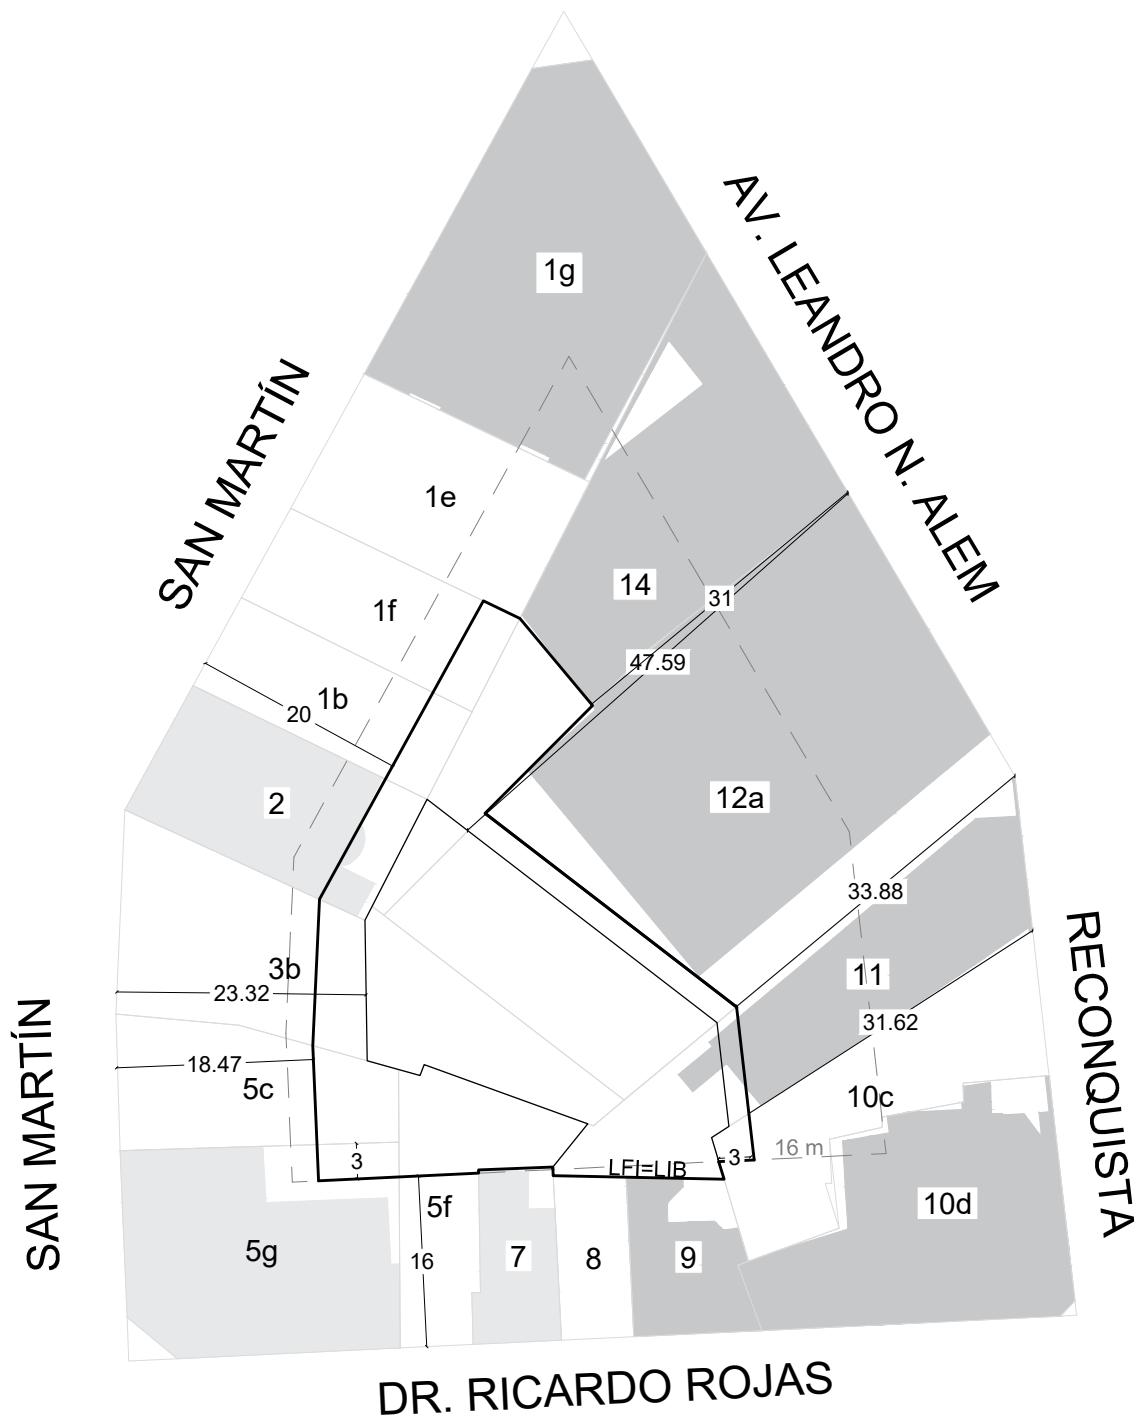 1g
AV. LEANDRO N. ALEM
SAN MARTÍN
1e
14
31
1f
47.59
1b
20
12a
2
33.88
3b
11
23.32
31.62
RECONQUISTA
18.47
5c
10c
SAN MARTÍN
3
3
16 m
LFI=LIB
5f
10d
5g
16
7
8
9
DR. RICARDO ROJAS